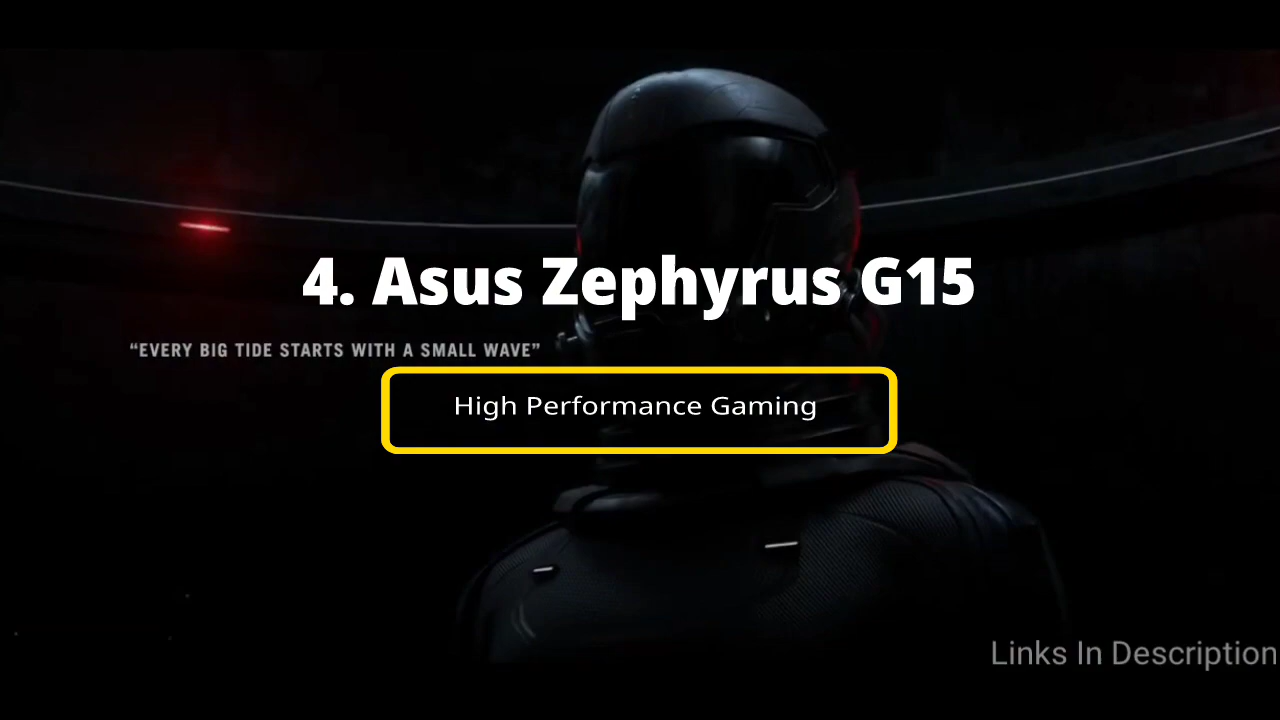 4. Asus Zephyrus G15
“EVERY BIG TIDE STARTS WITH A SMALL WAVE”
High Performance Gaming
Links In Description